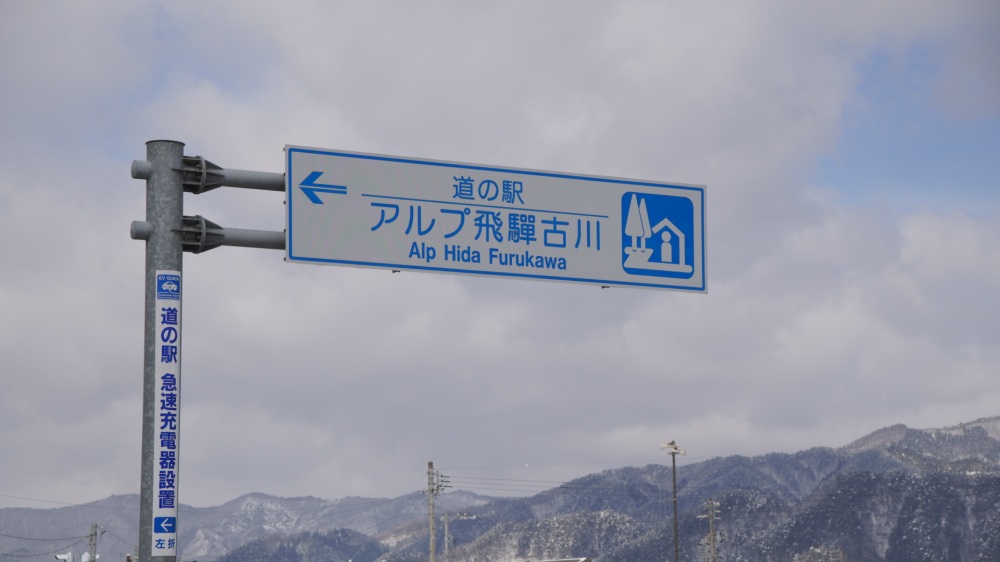 道の駅
アルプ飛驒古川
Alp Hida Furukawa
EV QUICK
道の駅 急速充電器設置
左折